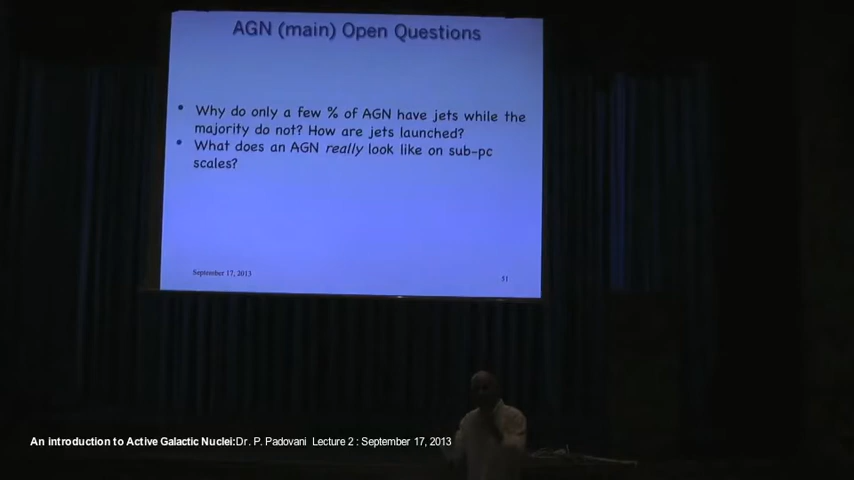 AGN (main) Open Questions
• Why do only a few % of AGN have jets while the
majority do not? How are jets launched?
• What does an AGN really look like on sub-pc
scales?
September 17, 2013
51
An introduction to Active Galactic Nuclei:Dr. P. Padovani Lecture 2 : September 17, 2013